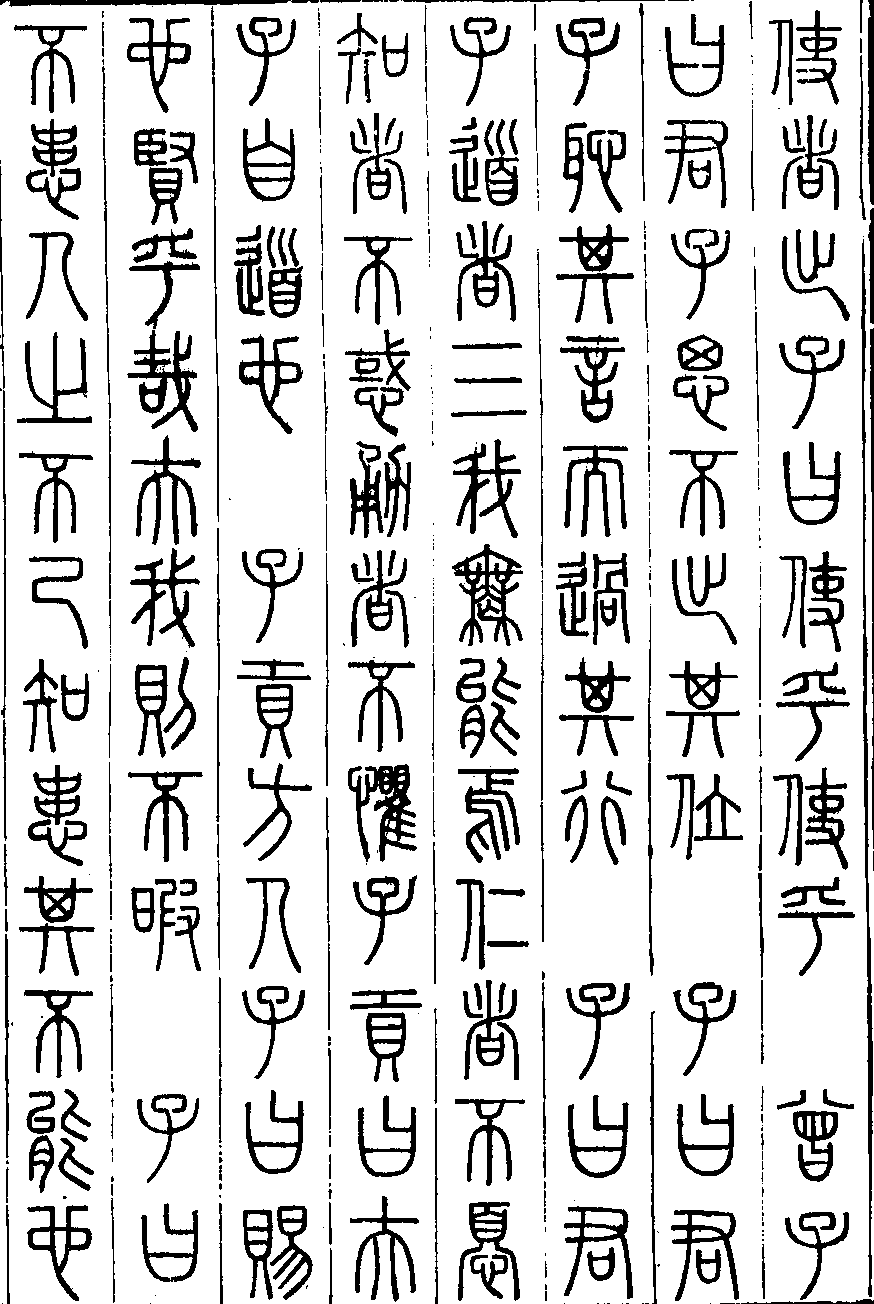 使者出子曰使乎使乎　曾子
曰君子思不出其位　子曰君
子恥其言而過其行　子曰君
子道者三我無能焉仁者不憂
知者不惑勇者不懼子貢曰夫
子自道也　子貢方人子曰賜
也賢乎哉夫我則不暇　子曰
不患人之不己知患其不能也